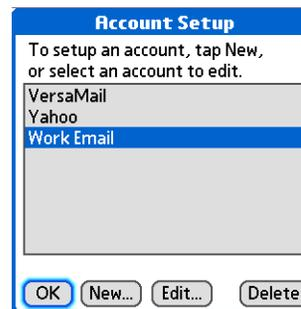 Account Setup
To setup an account, tap New,
or select an account to edit.
VersaMail
Yahoo
Work Email
OK New... Edit... Delete